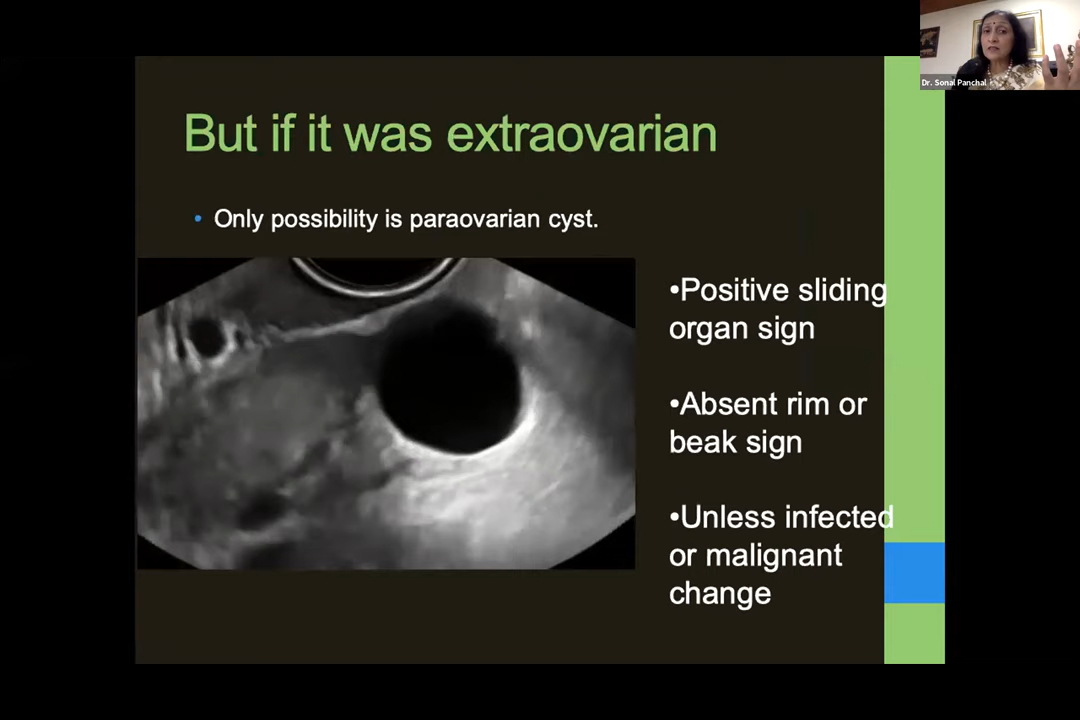 Dr. Sonal Panchal
But if it was extraovarian
• Only possibility is paraovarian cyst.
•Positive sliding
organ sign
•Absent rim or
beak sign
•Unless infected
or malignant
change